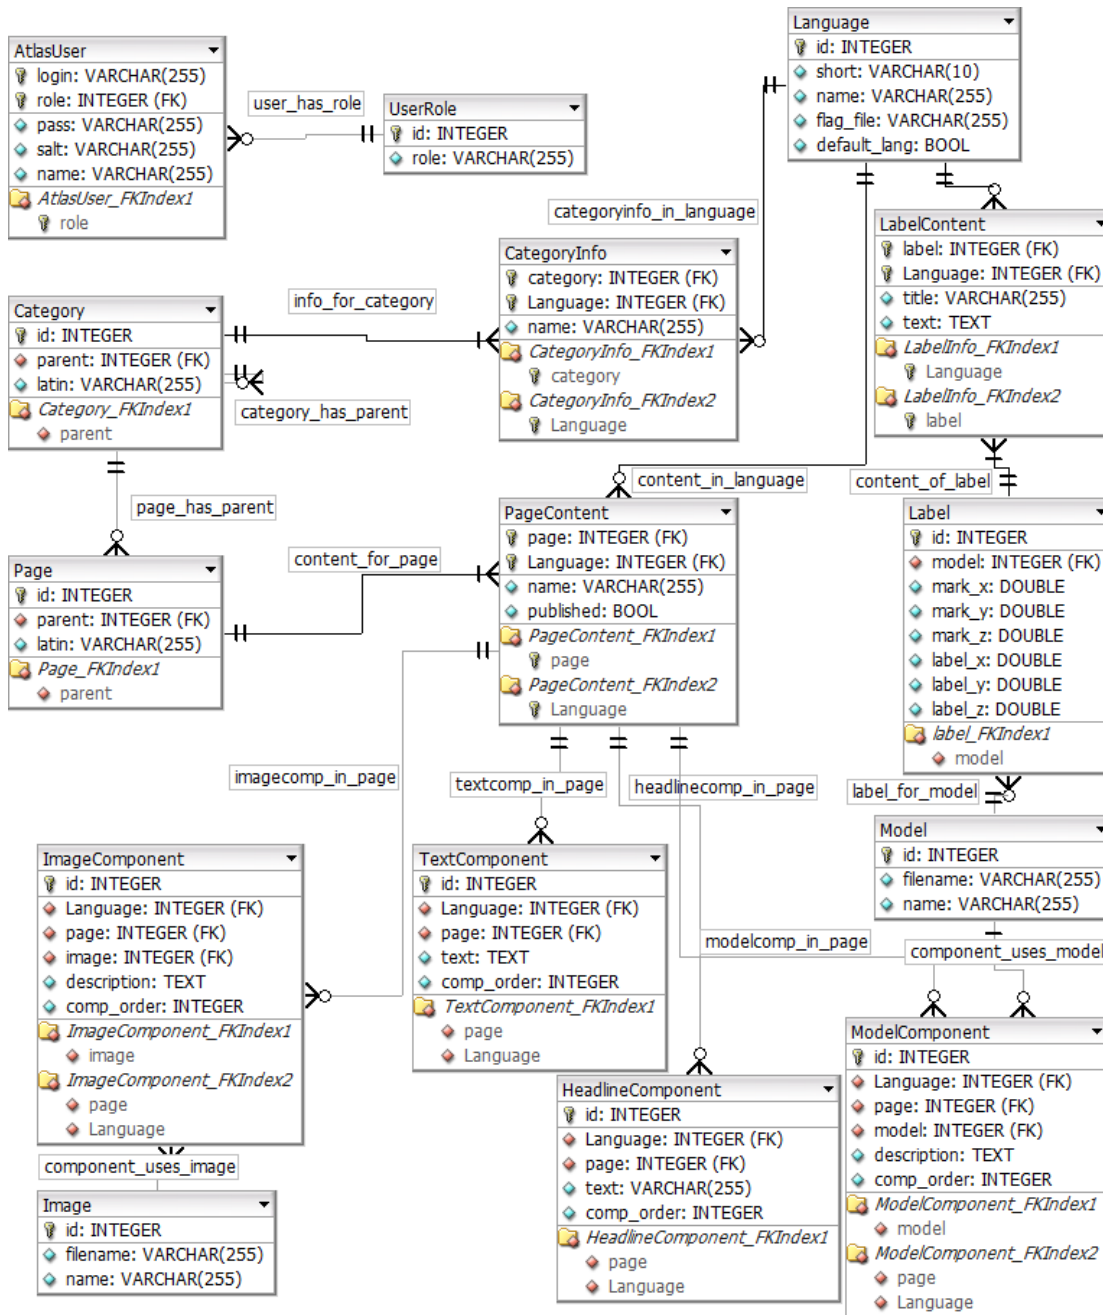 AtlasUser
login: VARCHAR(255)
role: INTEGER (FK)
pass: VARCHAR(255)
salt: VARCHAR(255)
name: VARCHAR(255)
AtlasUser_FKIndex1
role
user_has_role
UserRole
id: INTEGER
role: VARCHAR(255)
Language
id: INTEGER
short: VARCHAR(10)
name: VARCHAR(255)
flag_file: VARCHAR(255)
default_lang: BOOL
categoryinfo_in_language
LabelContent
label: INTEGER (FK)
Language: INTEGER (FK)
title: VARCHAR(255)
text: TEXT
LabelInfo_FKIndex1
Language
LabelInfo_FKIndex2
label
CategoryInfo
category: INTEGER (FK)
Language: INTEGER (FK)
name: VARCHAR(255)
CategoryInfo_FKIndex1
category
CategoryInfo_FKIndex2
Language
info_for_category
Category
id: INTEGER
parent: INTEGER (FK)
latin: VARCHAR(255)
Category_FKIndex1
parent
category_has_parent
page_has_parent
content_in_language
content_of_label
PageContent
page: INTEGER (FK)
Language: INTEGER (FK)
name: VARCHAR(255)
published: BOOL
PageContent_FKIndex1
page
PageContent_FKIndex2
Language
Label
id: INTEGER
model: INTEGER (FK)
mark_x: DOUBLE
mark_y: DOUBLE
mark_z: DOUBLE
label_x: DOUBLE
label_y: DOUBLE
label_z: DOUBLE
label_FKIndex1
model
content_for_page
Page
id: INTEGER
parent: INTEGER (FK)
latin: VARCHAR(255)
Page_FKIndex1
parent
imagecomp_in_page
textcomp_in_page
headlinecomp_in_page
label_for_model
Model
id: INTEGER
filename: VARCHAR(255)
name: VARCHAR(255)
ImageComponent
id: INTEGER
Language: INTEGER (FK)
page: INTEGER (FK)
image: INTEGER (FK)
description: TEXT
comp_order: INTEGER
ImageComponent_FKIndex1
image
ImageComponent_FKIndex2
page
Language
TextComponent
id: INTEGER
Language: INTEGER (FK)
page: INTEGER (FK)
text: TEXT
comp_order: INTEGER
TextComponent_FKIndex1
page
Language
modelcomp_in_page
component_uses_model
ModelComponent
id: INTEGER
Language: INTEGER (FK)
page: INTEGER (FK)
model: INTEGER (FK)
description: TEXT
comp_order: INTEGER
ModelComponent_FKIndex1
model
ModelComponent_FKIndex2
page
Language
HeadlineComponent
id: INTEGER
Language: INTEGER (FK)
page: INTEGER (FK)
text: VARCHAR(255)
comp_order: INTEGER
HeadlineComponent_FKIndex1
page
Language
component_uses_image
Image
id: INTEGER
filename: VARCHAR(255)
name: VARCHAR(255)